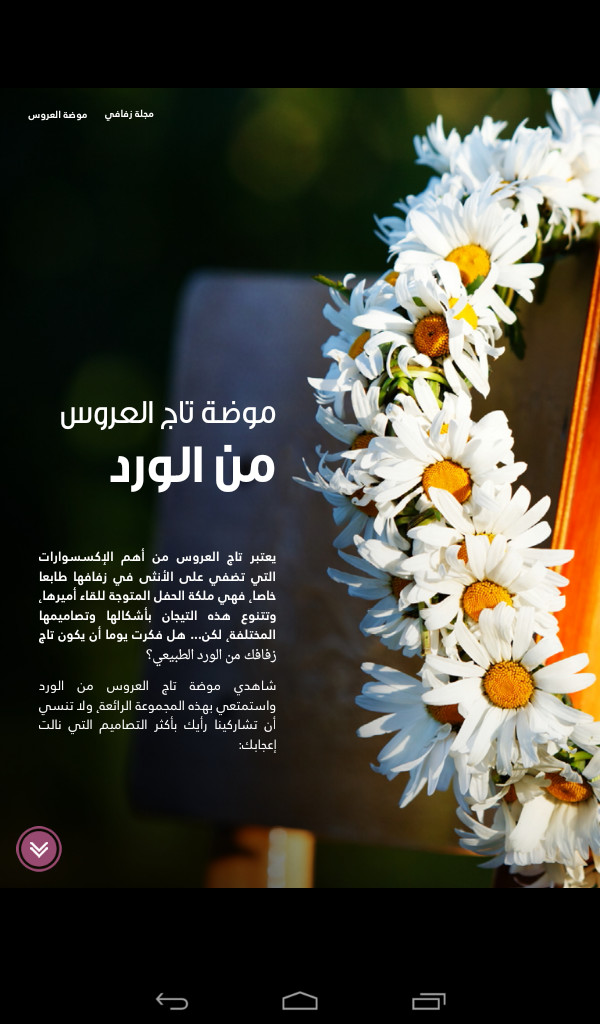 مجلة زفافي
موضة العروس
موضة تاج العروس
من الورد
يعتبر تاج العروس من أهم الإكسسوارات
التي تضفي على الأنثى في زفافها طابعا
خاصا، فهي ملكة الحفل المتوجة للقاء أميرها،
وتتنوع هذه التيجان بأشكالها وتصاميمها
المختلفة، لكن... هل فكرت يوما أن يكون تاج
زفافك من الورد الطبيعي؟
شاهدي موضة تاج العروس من الورد
واستمتعي بهذه المجموعة الرائعة، ولا تنسي
أن تشاركينا رأيك بأكثر التصاميم التي نالت
إعجابك: